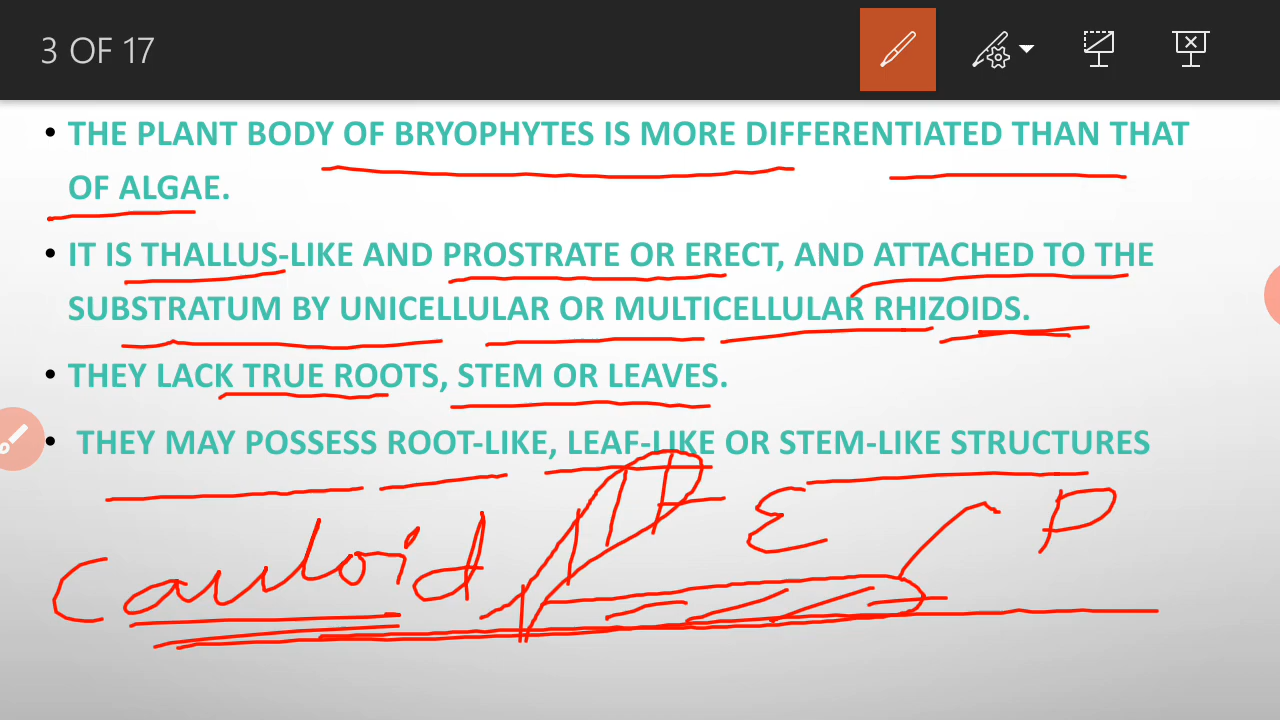 3 OF 17
• THE PLANT BODY OF BRYOPHYTES IS MORE DIFFERENTIATED THAN THAT
OF ALGAE.
• IT IS THALLUS-LIKE AND PROSTRATE OR ERECT, AND ATTACHED TO THE
SUBSTRATUM BY UNICELLULAR OR MULTICELLULAR RHIZOIDS.
• THEY LACK TRUE ROOTS, STEM OR LEAVES.
• THEY MAY POSSESS ROOT-LIKE, LEAF-LIKE OR STEM-LIKE STRUCTURES
Cauloid E P